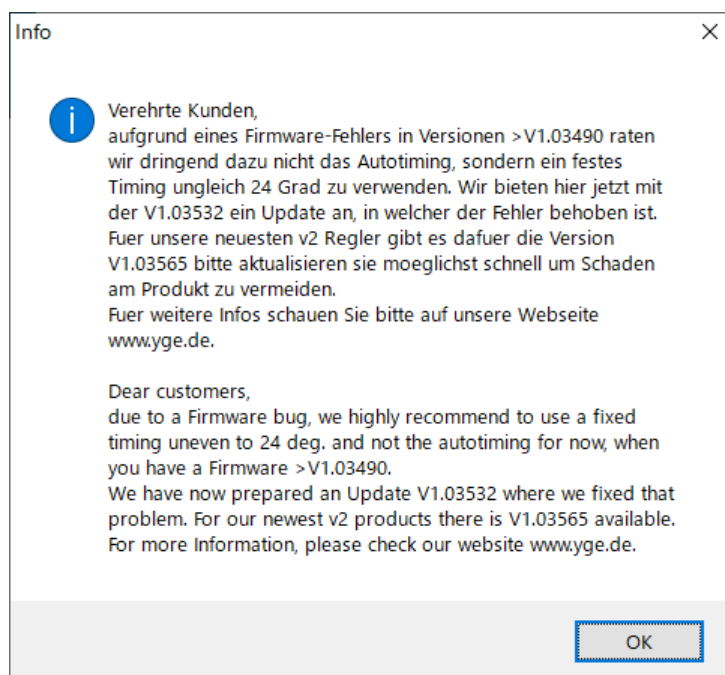 Info
Verehrte Kunden,
aufgrund eines Firmware-Fehlers in Versionen >V1.03490 raten
wir dringend dazu nicht das Autotiming, sondern ein festes
Timing ungleich 24 Grad zu verwenden. Wir bieten hier jetzt mit
der V1.03532 ein Update an, in welcher der Fehler behoben ist.
Fuer unsere neuesten v2 Regler gibt es dafuer die Version
V1.03565 bitte aktualisieren sie moeglichst schnell um Schaden
am Produkt zu vermeiden.
Fuer weitere Infos schauen Sie bitte auf unsere Webseite
www.yge.de.
Dear customers,
due to a Firmware bug, we highly recommend to use a fixed
timing uneven to 24 deg. and not the autotiming for now, when
you have a Firmware >V1.03490.
We have now prepared an Update V1.03532 where we fixed that
problem. For our newest v2 products there is V1.03565 available.
For more Information, please check our website www.yge.de.
OK